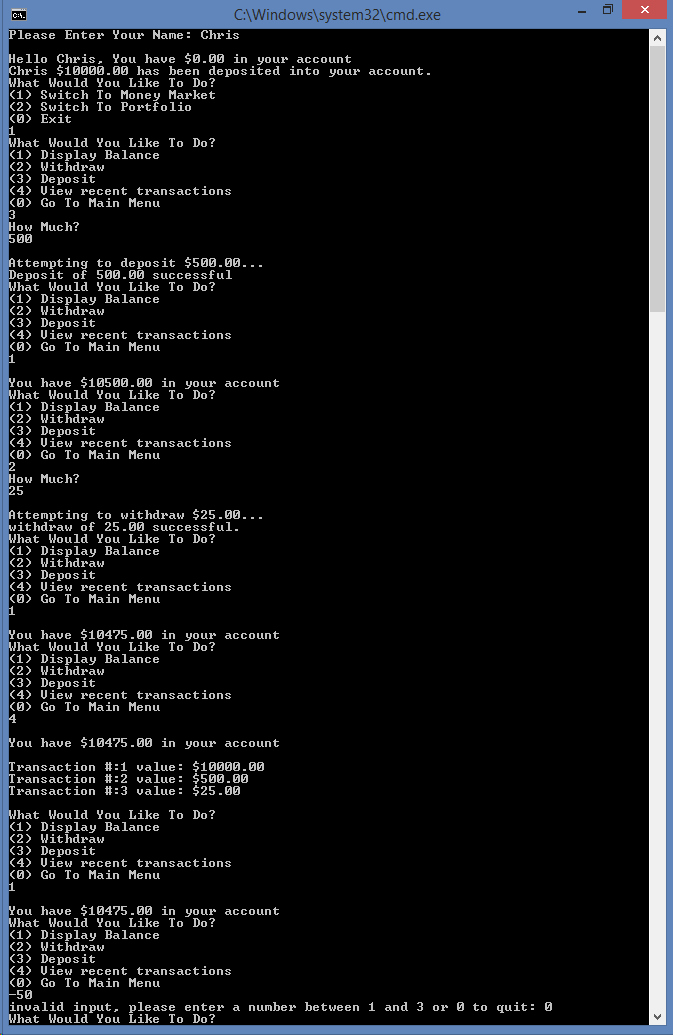 C:\Windows\system32\cmd.exe
Please Enter Your Name: Chris
Hello Chris, You have $0.00 in your account
Chris $10000.00 has been deposited into your account.
What Would You Like To Do?
(1) Switch To Money Market
(2) Switch To Portfolio
(0) Exit
1
What Would You Like To Do?
(1) Display Balance
(2) Withdraw
(3) Deposit
(4) View recent transactions
(0) Go To Main Menu
3
How Much?
500
Attempting to deposit $500.00...
Deposit of 500.00 successful
What Would You Like To Do?
(1) Display Balance
(2) Withdraw
(3) Deposit
(4) View recent transactions
(0) Go To Main Menu
1
You have $10500.00 in your account
What Would You Like To Do?
(1) Display Balance
(2) Withdraw
(3) Deposit
(4) View recent transactions
(0) Go To Main Menu
2
How Much?
25
Attempting to withdraw $25.00...
withdraw of 25.00 successful.
What Would You Like To Do?
(1) Display Balance
(2) Withdraw
(3) Deposit
(4) View recent transactions
(0) Go To Main Menu
1
You have $10475.00 in your account
What Would You Like To Do?
(1) Display Balance
(2) Withdraw
(3) Deposit
(4) View recent transactions
(0) Go To Main Menu
4
You have $10475.00 in your account
Transaction #:1 value: $10000.00
Transaction #:2 value: $500.00
Transaction #:3 value: $25.00
What Would You Like To Do?
(1) Display Balance
(2) Withdraw
(3) Deposit
(4) View recent transactions
(0) Go To Main Menu
1
You have $10475.00 in your account
What Would You Like To Do?
(1) Display Balance
(2) Withdraw
(3) Deposit
(4) View recent transactions
(0) Go To Main Menu
-50
invalid input, please enter a number between 1 and 3 or 0 to quit: 0
What Would You Like To Do?